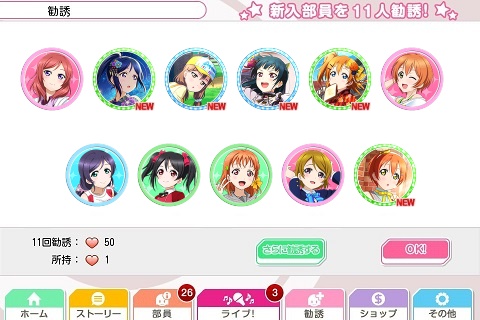 勧誘
新入部員を11人勧誘!
NEW
NEW
NEW
NEW
NEW
11回勧誘: 50
所持: 1
さらに勧誘する
OK!
26
3
ホーム
ストーリー
部員
ライブ!
勧誘
ショップ
その他